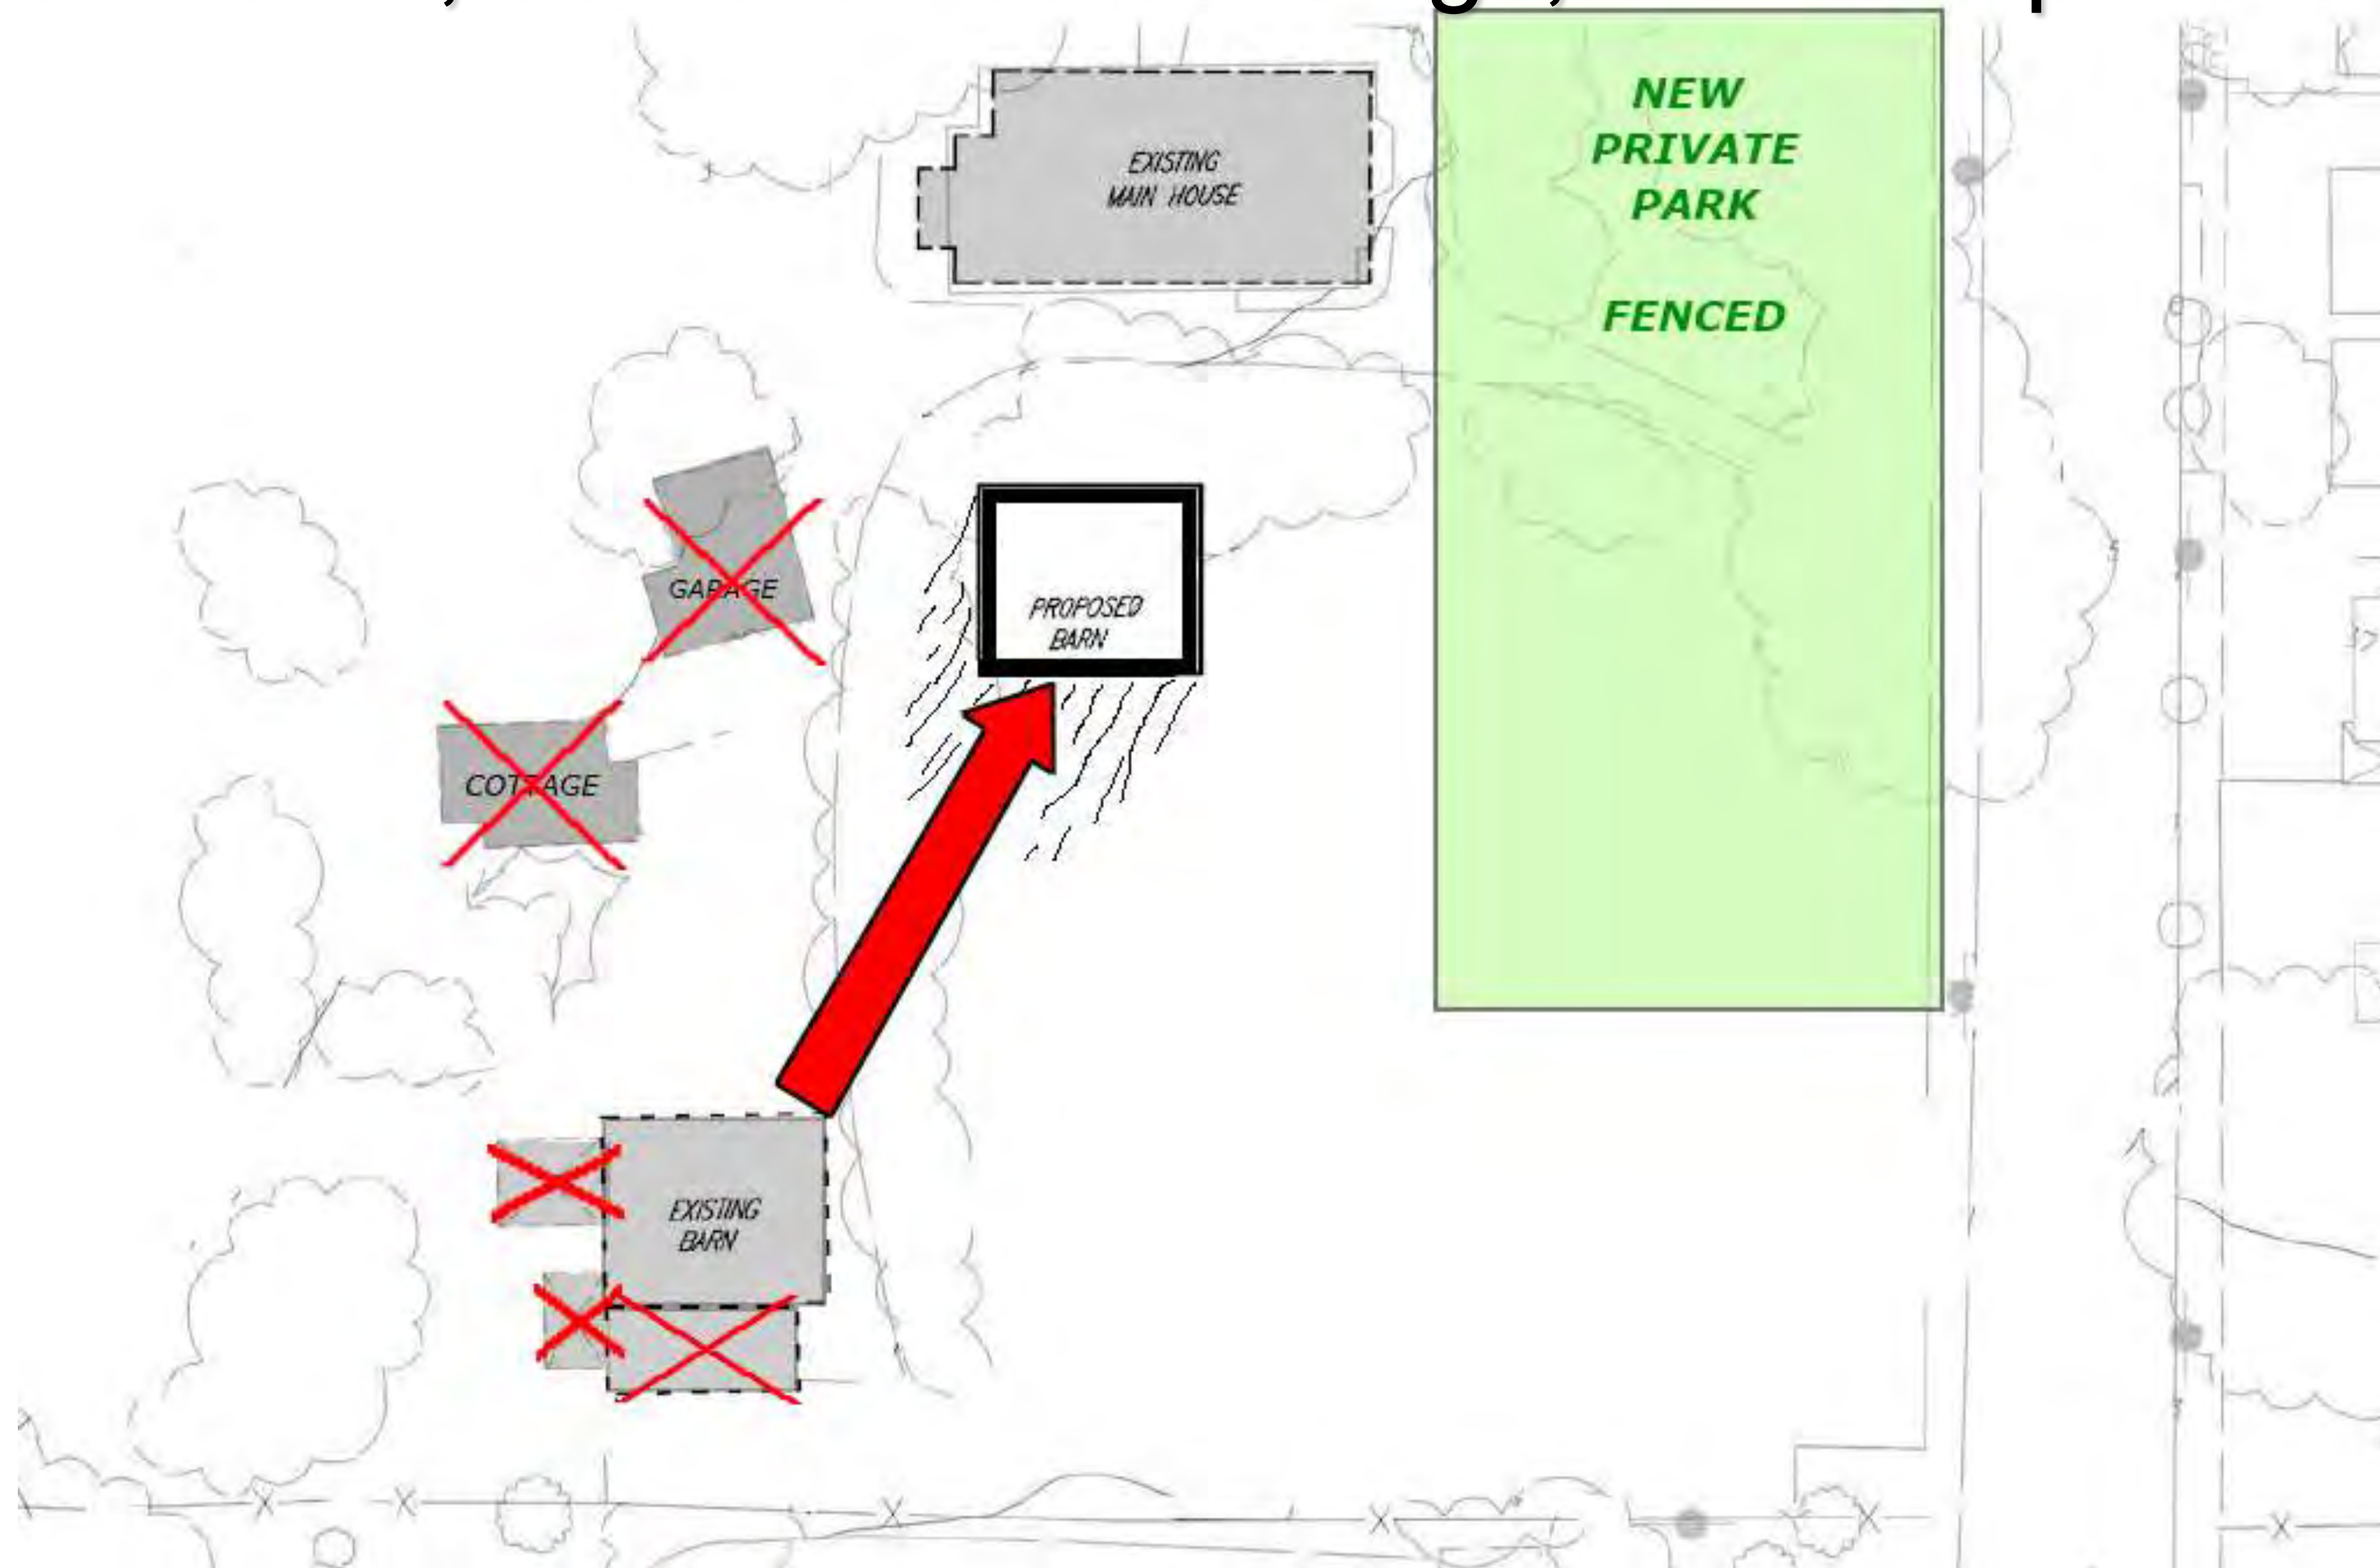 EXISTING
MAIN HOUSE
NEW
PRIVATE
PARK
FENCED
GARAGE
PROPOSED
BARN
COTTAGE
EXISTING
BARN